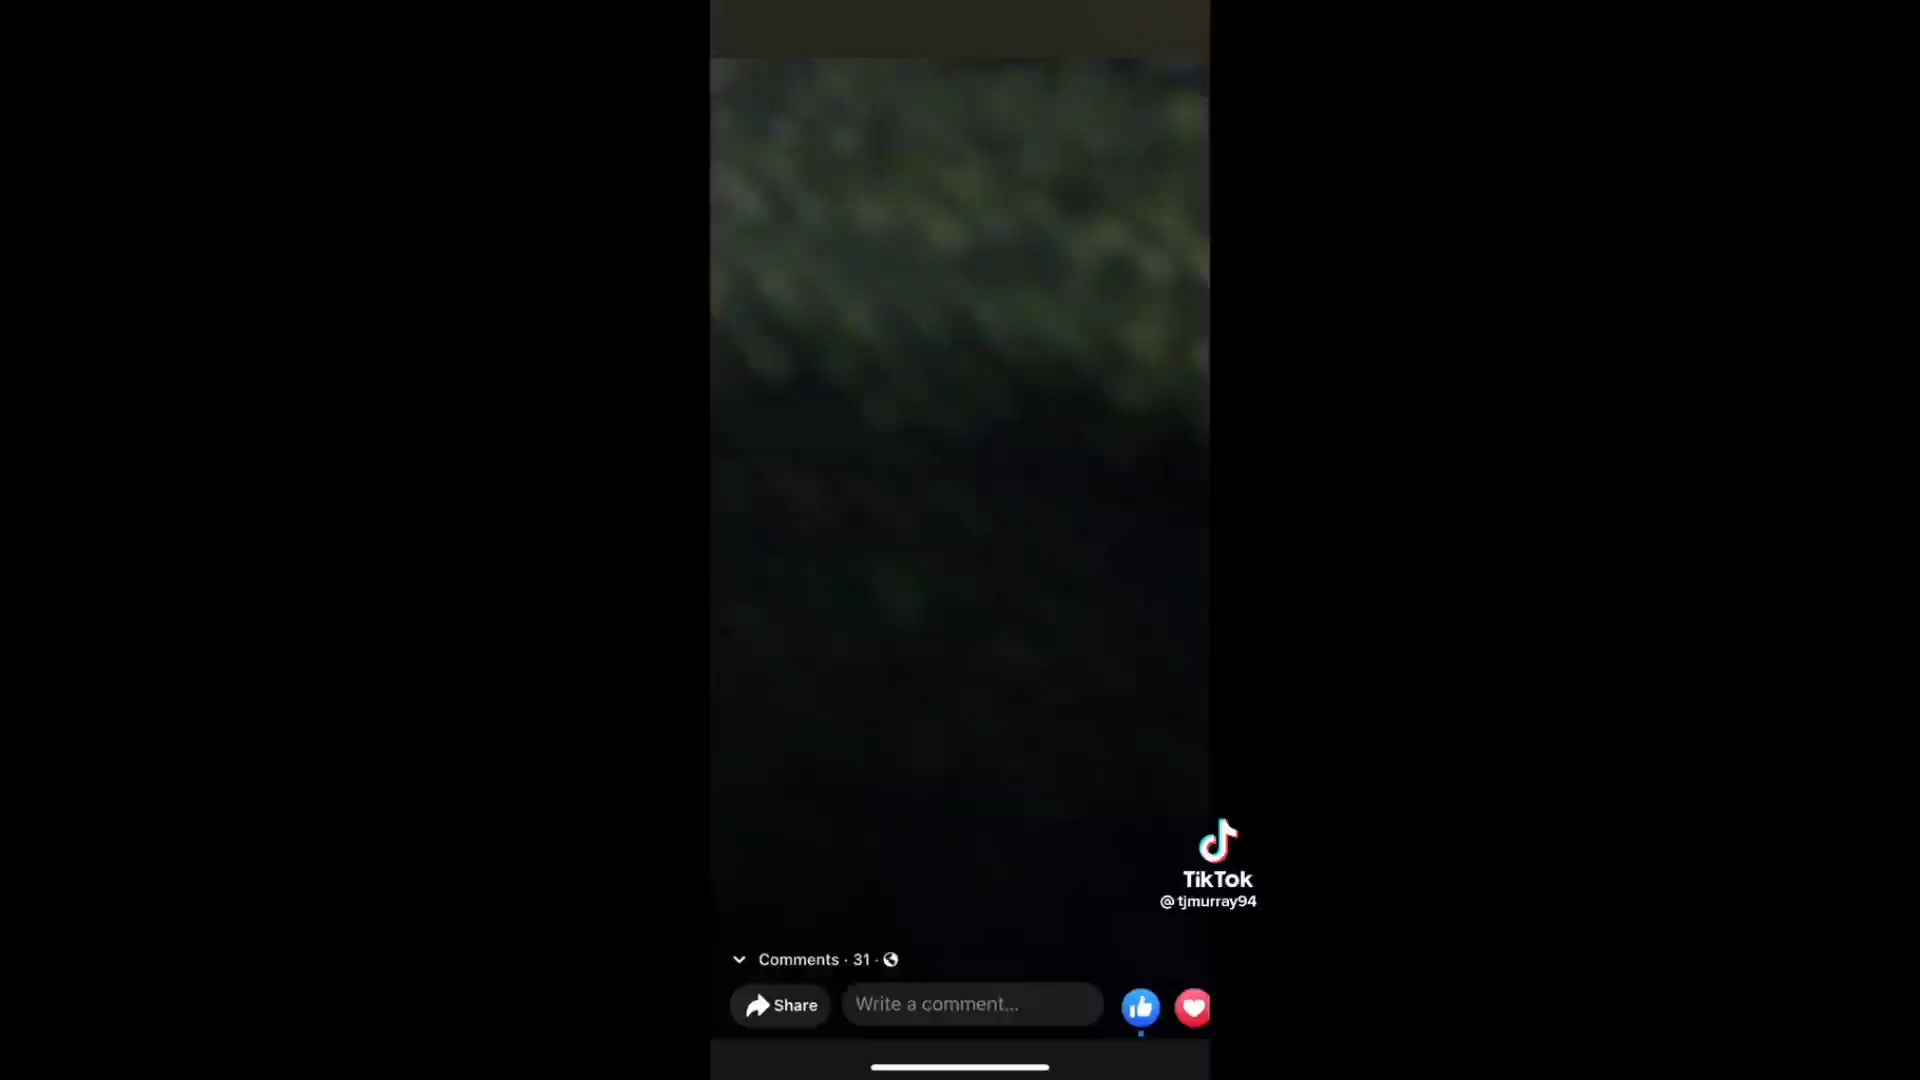 TikTok
@tjmurray94
Comments · 31 ·
Share
Write a comment...